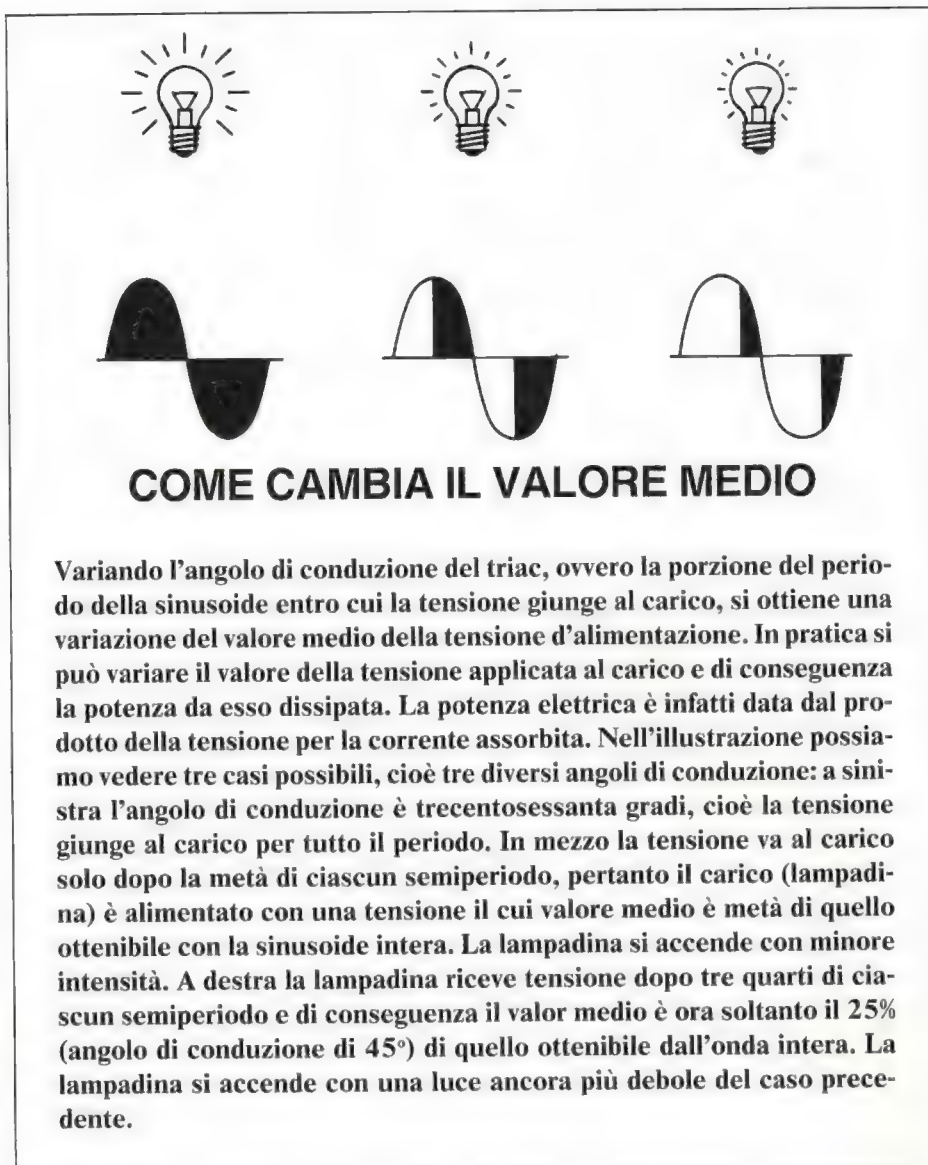 COME CAMBIA IL VALORE MEDIO
Variando l'angolo di conduzione del triac, ovvero la porzione del perio-
do della sinusoide entro cui la tensione giunge al carico, si ottiene una
variazione del valore medio della tensione d'alimentazione. In pratica si
può variare il valore della tensione applicata al carico e di conseguenza
la potenza da esso dissipata. La potenza elettrica è infatti data dal pro-
dotto della tensione per la corrente assorbita. Nell'illustrazione possia-
mo vedere tre casi possibili, cioè tre diversi angoli di conduzione: a sini-
stra l'angolo di conduzione è trecentosessanta gradi, cioè la tensione
giunge al carico per tutto il periodo. In mezzo la tensione va al carico
solo dopo la metà di ciascun semiperiodo, pertanto il carico (lampadi-
na) è alimentato con una tensione il cui valore medio è metà di quello
ottenibile con la sinusoide intera. La lampadina si accende con minore
intensità. A destra la lampadina riceve tensione dopo tre quarti di cia-
scun semiperiodo e di conseguenza il valor medio è ora soltanto il 25%
(angolo di conduzione di 45°) di quello ottenibile dall'onda intera. La
lampadina si accende con una luce ancora più debole del caso prece-
dente.